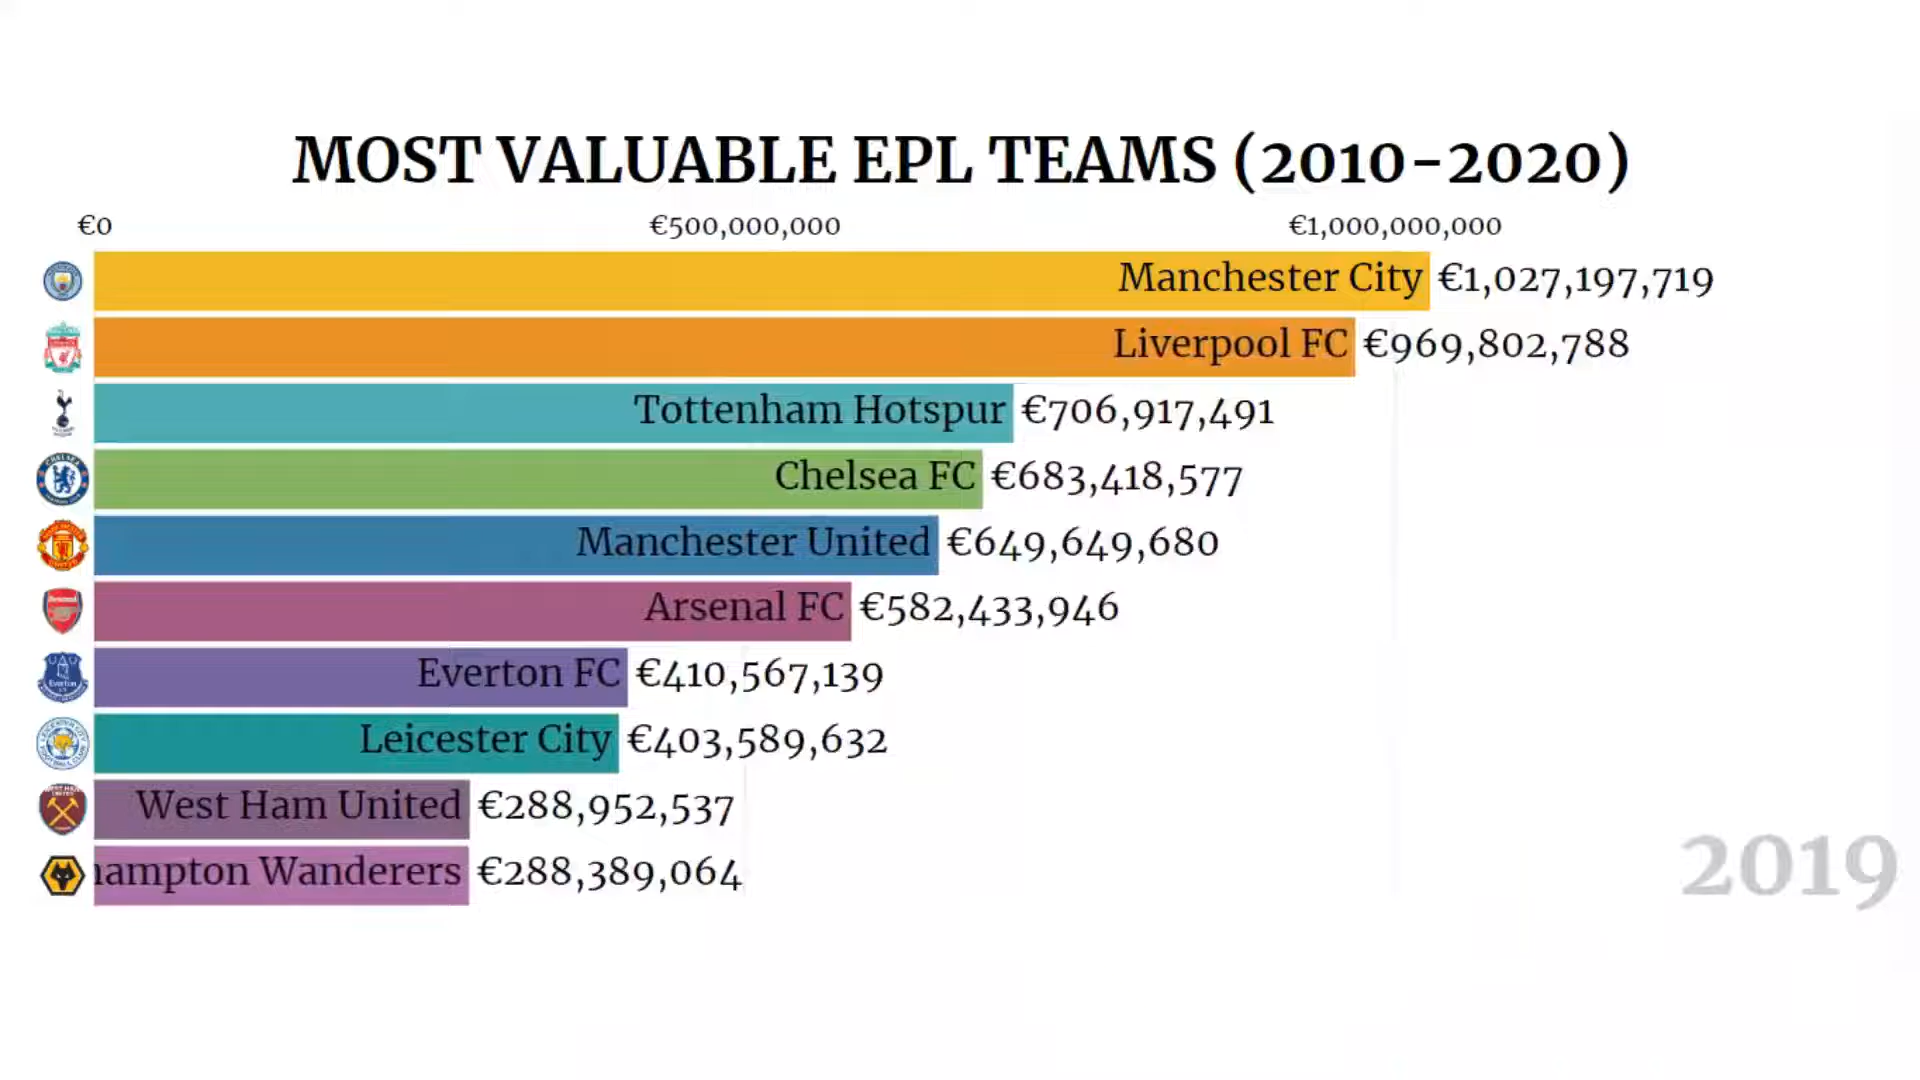 MOST VALUABLE EPL TEAMS (2010-2020)
€0 €500,000,000 €1,000,000,000
Manchester City €1,027,197,719
Liverpool FC €969,802,788
Tottenham Hotspur €706,917,491
Chelsea FC €683,418,577
Manchester United €649,649,680
Arsenal FC €582,433,946
Everton FC €410,567,139
Leicester City €403,589,632
West Ham United €288,952,537
hampton Wanderers €288,389,064
2019